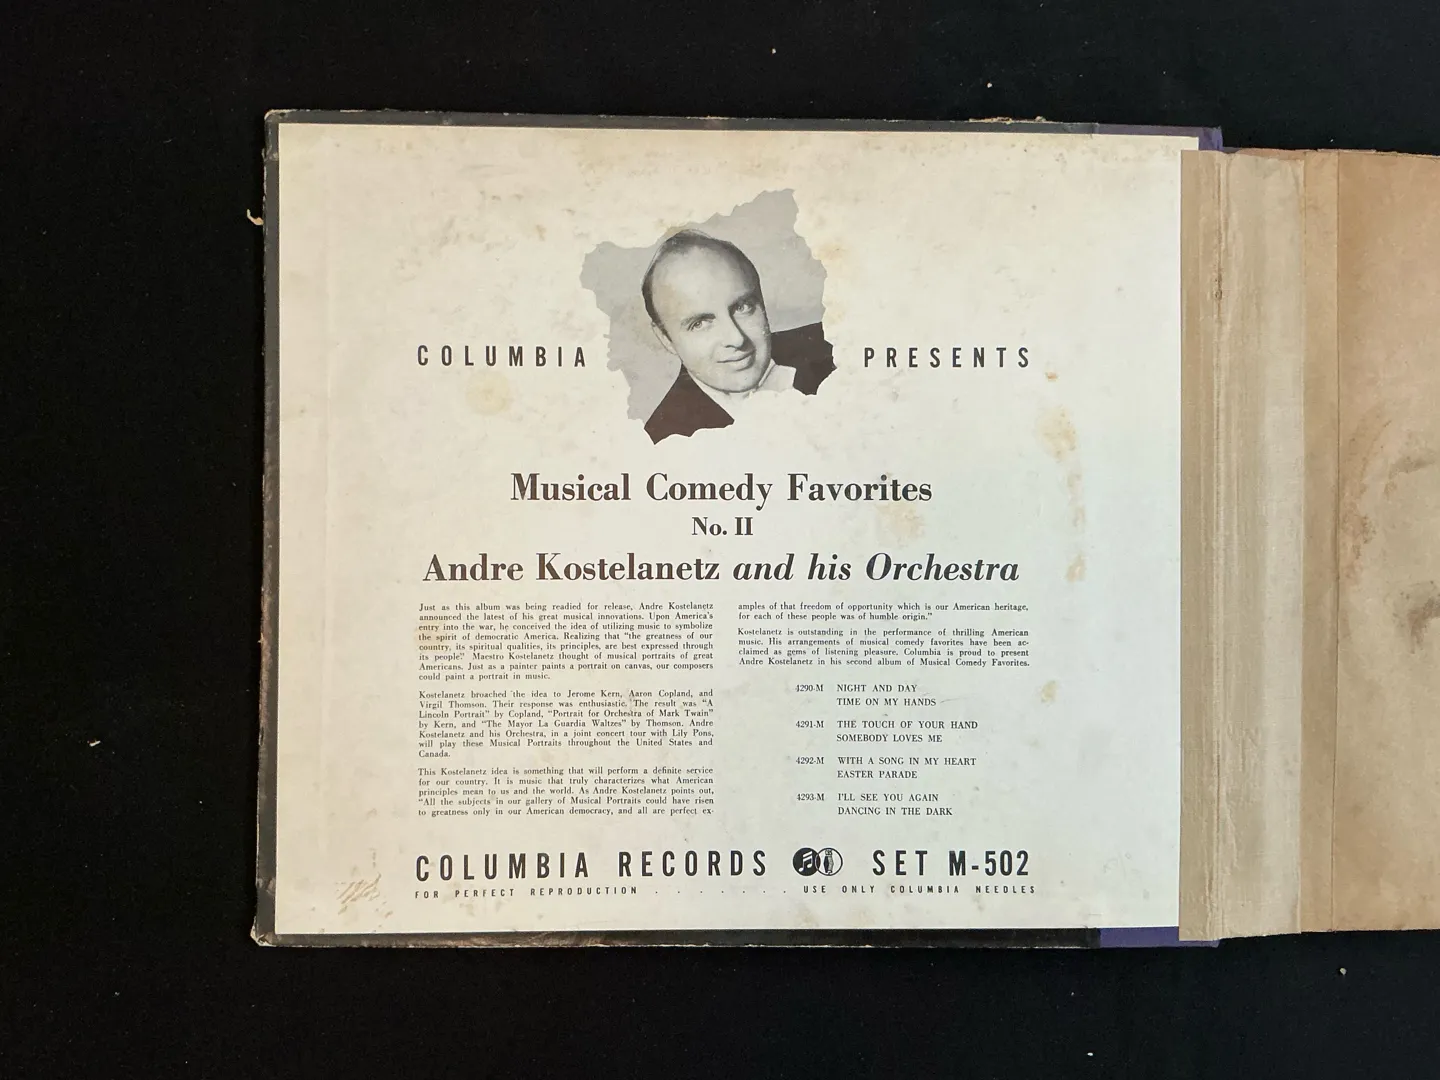 COLUMBIA PRESENTS
Musical Comedy Favorites
No. II
Andre Kostelanetz and his Orchestra
Just as this album was being readied for release, Andre Kostelanetz
announced the latest of his great musical innovations. Upon America's
entry into the war, he conceived the idea of utilizing music to symbolize
the spirit of democratic America. Realizing that "the greatness of our
country, its spiritual qualities, its principles, are best expressed through
its people" Maestro Kostelanetz thought of musical portraits of great
Americans. Just as a painter paints a portrait on canvas, our composers
could paint a portrait in music.
Kostelanetz broached the idea to Jerome Kern, Aaron Copland, and
Virgil Thomson. Their response was enthusiastic. The result was "A
Lincoln Portrait" by Copland, "Portrait for Orchestra of Mark Twain"
by Kern, and "The Mayor La Guardia Waltzes" by Thomson. Andre
Kostelanetz and his Orchestra, in a joint concert tour with Lily Pons,
will play these Musical Portraits throughout the United States and
Canada.
This Kostelanetz idea is something that will perform a definite service
for our country. It is music that truly characterizes what American
principles mean to us and the world. As Andre Kostelanetz points out,
"All the subjects in our gallery of Musical Portraits could have risen
to greatness only in our American democracy, and all are perfect ex-
amples of that freedom of opportunity which is our American heritage,
for each of these people was of humble origin."
Kostelanetz is outstanding in the performance of thrilling American
music. His arrangements of musical comedy favorites have been ac-
claimed as gems of listening pleasure. Columbia is proud to present
Andre Kostelanetz in his second album of Musical Comedy Favorites.
4290-M NIGHT AND DAY
TIME ON MY HANDS
4291-M THE TOUCH OF YOUR HAND
SOMEBODY LOVES ME
4292-M WITH A SONG IN MY HEART
EASTER PARADE
4293-M I'LL SEE YOU AGAIN
DANCING IN THE DARK
COLUMBIA RECORDS SET M-502
FOR PERFECT REPRODUCTION . . . . . . . USE ONLY COLUMBIA NEEDLES